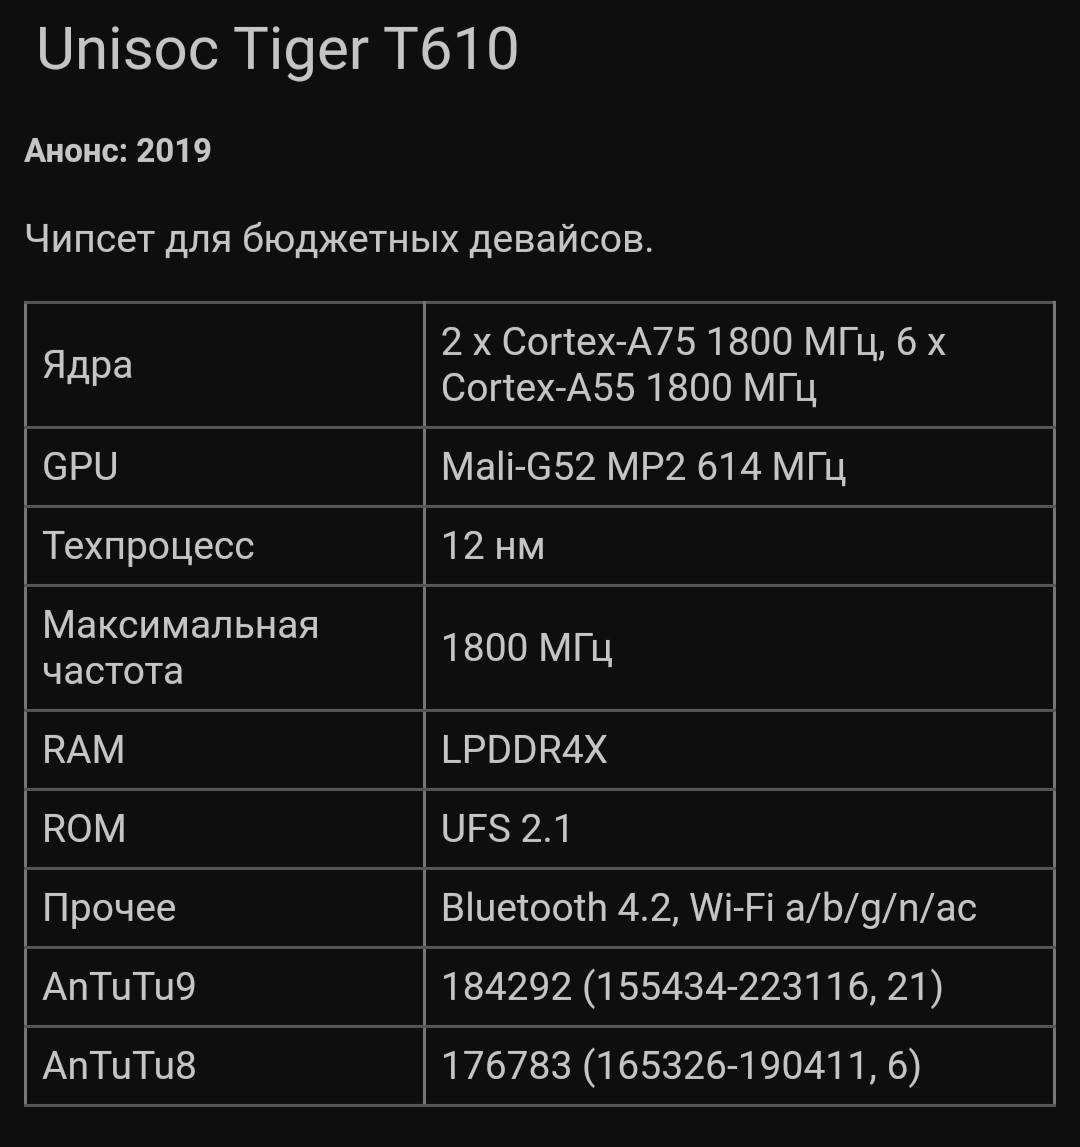 Unisoc Tiger T610
Анонс: 2019
Чипсет для бюджетных девайсов.
Ядра
2 x Cortex-A75 1800 МГц, 6 x
Cortex-A55 1800 МГц
GPU
Mali-G52 MP2 614 МГц
Техпроцесс
12 нм
Максимальная
частота
1800 МГц
RAM
LPDDR4X
ROM
UFS 2.1
Прочее
Bluetooth 4.2, Wi-Fi a/b/g/n/ac
AnTuTu9
184292 (155434-223116, 21)
AnTuTu8
176783 (165326-190411, 6)